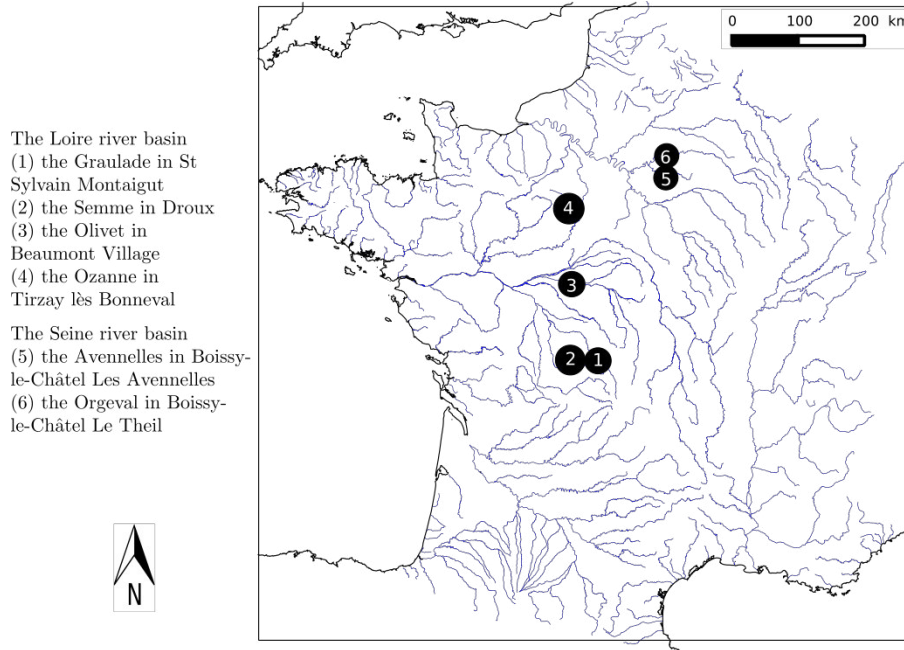 The Loire river basin
(1) the Graulade in St
Sylvain Montaigut
(2) the Semme in Droux
(3) the Olivet in
Beaumont Village
(4) the Ozanne in
Tirzay lès Bonneval
The Seine river basin
(5) the Avennelles in Boissy-
le-Châtel Les Avennelles
(6) the Orgeval in Boissy-
le-Châtel Le Theil
N
0 100 200 km
6
5
4
3
2 1